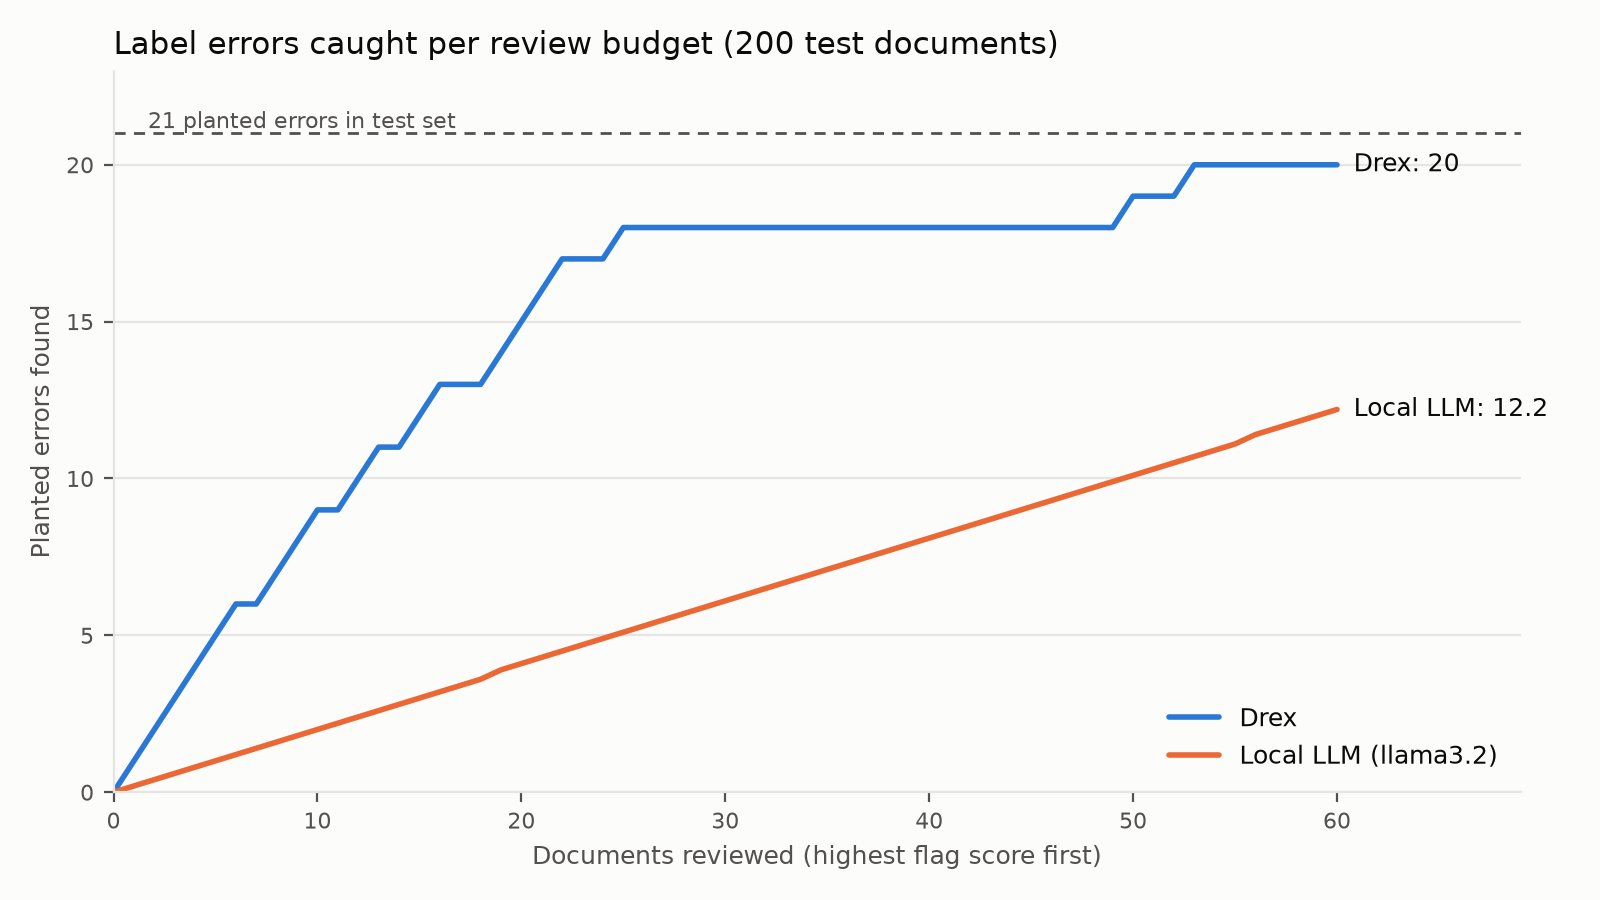 Label errors caught per review budget (200 test documents)
21 planted errors in test set
20
15
10
5
0
Planted errors found
Drex: 20
Local LLM: 12.2
Drex
Local LLM (llama3.2)
0 10 20 30 40 50 60
Documents reviewed (highest flag score first)